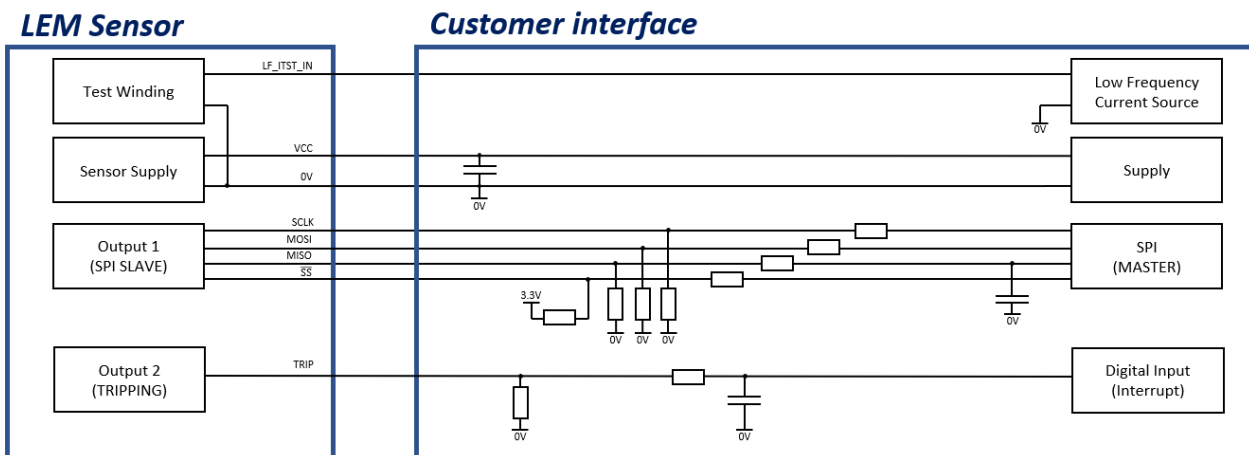 LEM Sensor
Customer interface
Test Winding
LF_ITST_IN
Low Frequency
Current Source
0V
Sensor Supply
VCC
0V
0V
Supply
Output 1
(SPI SLAVE)
SCLK
MOSI
MISO
SS
SPI
(MASTER)
3.3V
0V
0V
0V
0V
Output 2
(TRIPPING)
TRIP
0V
0V
Digital Input
(Interrupt)